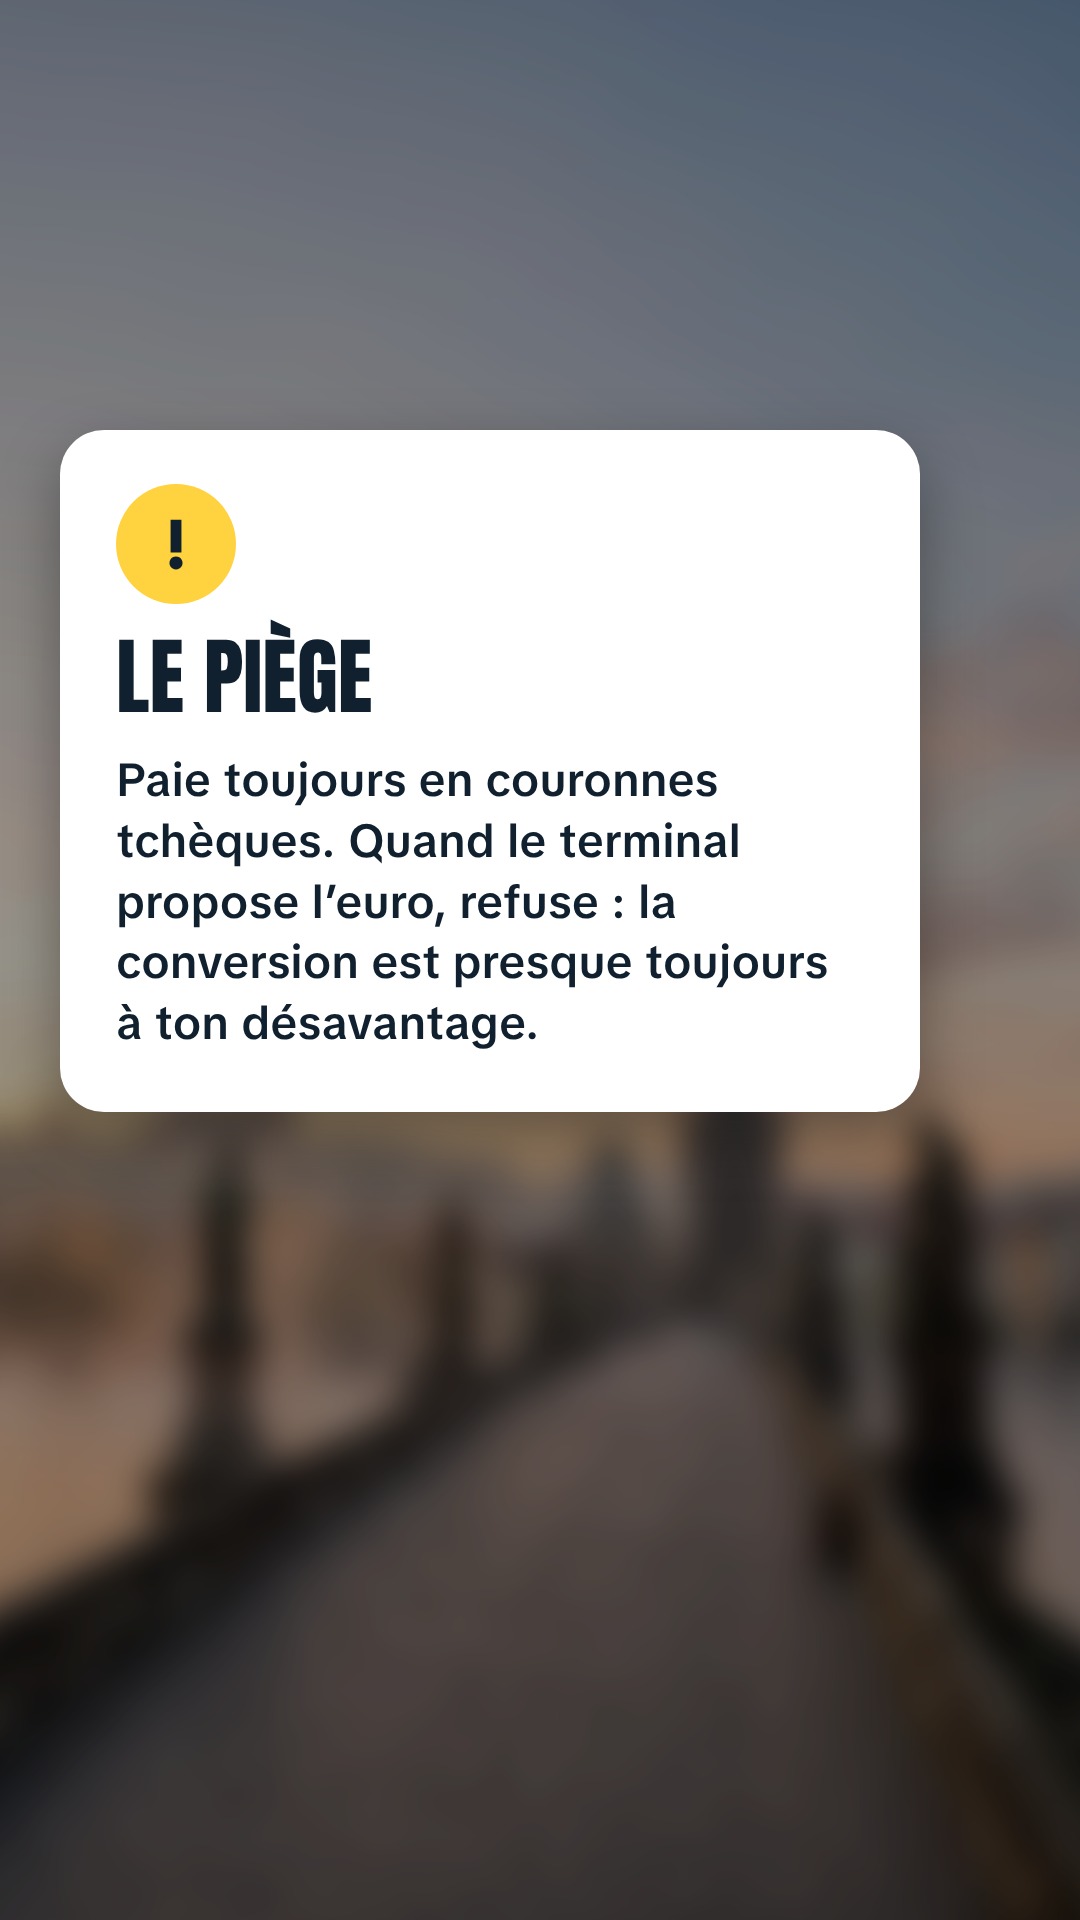 !
LE PIÈGE
Paie toujours en couronnes
tchèques. Quand le terminal
propose l’euro, refuse : la
conversion est presque toujours
à ton désavantage.